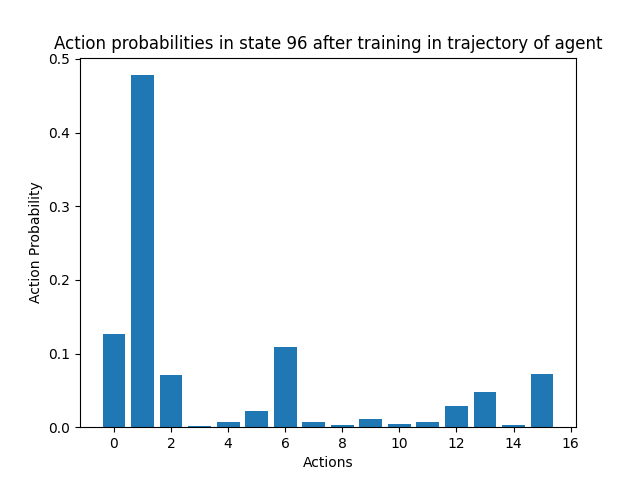 Action probabilities in state 96 after training in trajectory of agent
0.5
0.4
0.3
0.2
0.1
0.0
Action Probability
0 2 4 6 8 10 12 14 16
Actions